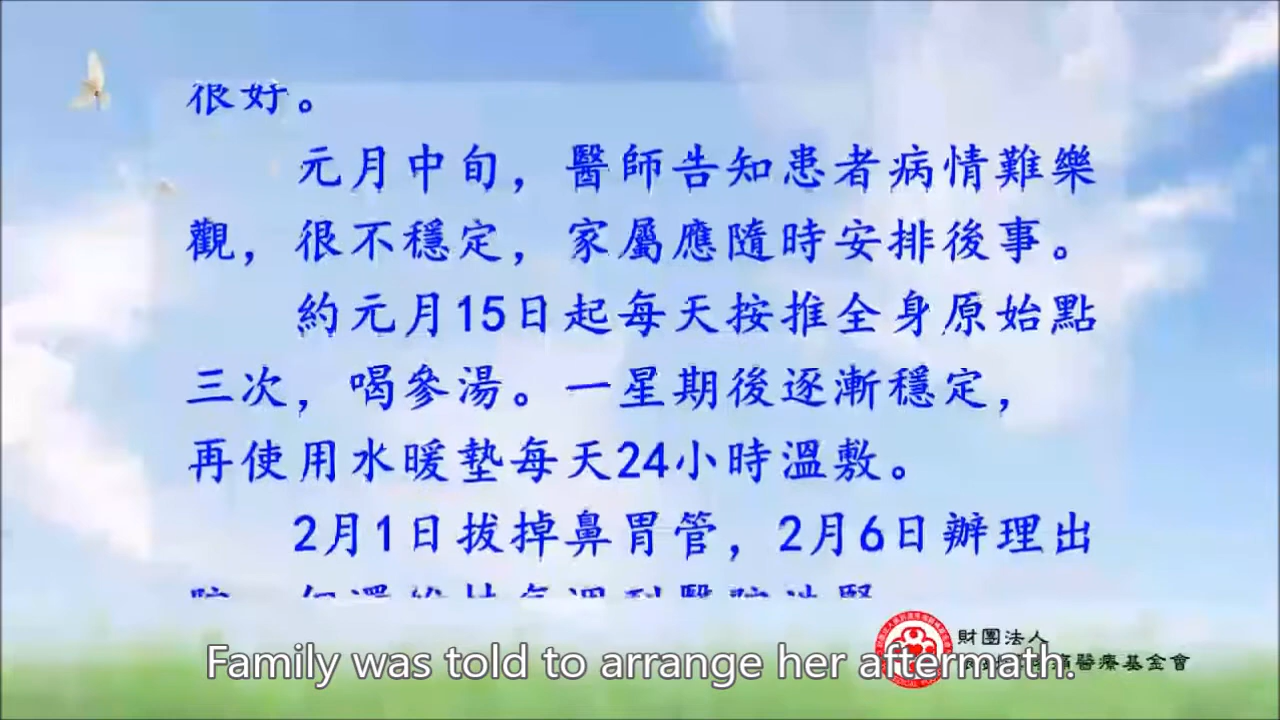 很好。
元月中旬，醫師告知患者病情難樂
觀，很不穩定，家屬應隨時安排後事。
約元月15日起每天按推全身原始點
三次，喝參湯。一星期後逐漸穩定，
再使用水暖墊每天24小時溫敷。
2月1日拔掉鼻胃管，2月6日辦理出
財團法人
醫療基金會
Family was told to arrange her aftermath.